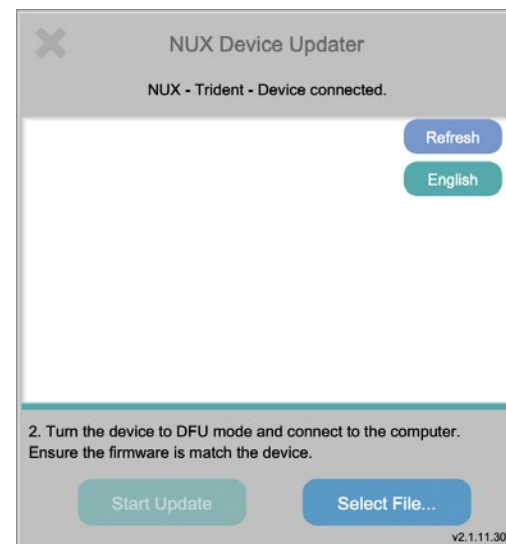 NUX Device Updater
NUX - Trident - Device connected.
Refresh
English
2. Turn the device to DFU mode and connect to the computer.
Ensure the firmware is match the device.
Start Update
Select File...
v2.1.11.30